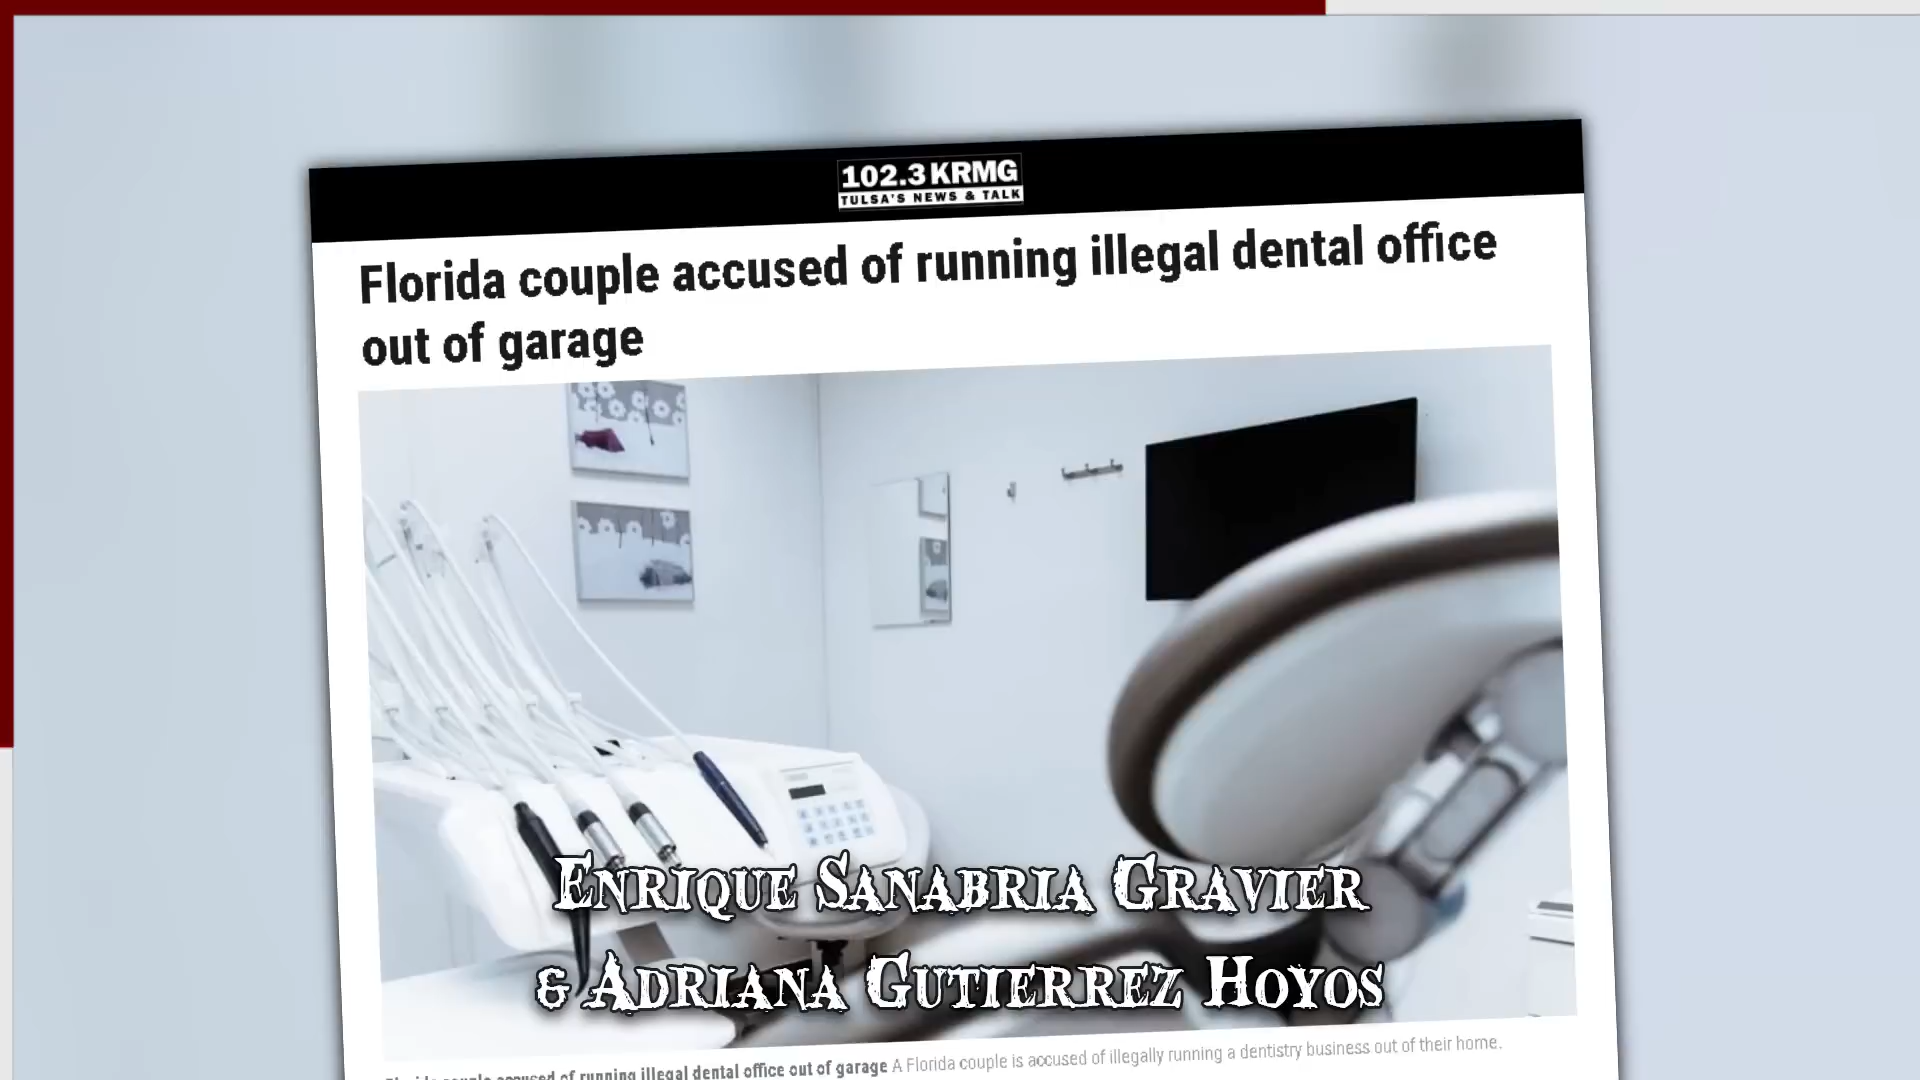 102.3 KRMG
TULSA'S NEWS & TALK
Florida couple accused of running illegal dental office
out of garage
ENRIQUE SANABRIA GRAVIER
& ADRIANA GUTIERREZ HOYOS
Florida couple accused of running illegal dental office out of garage A Florida couple is accused of illegally running a dentistry business out of their home.